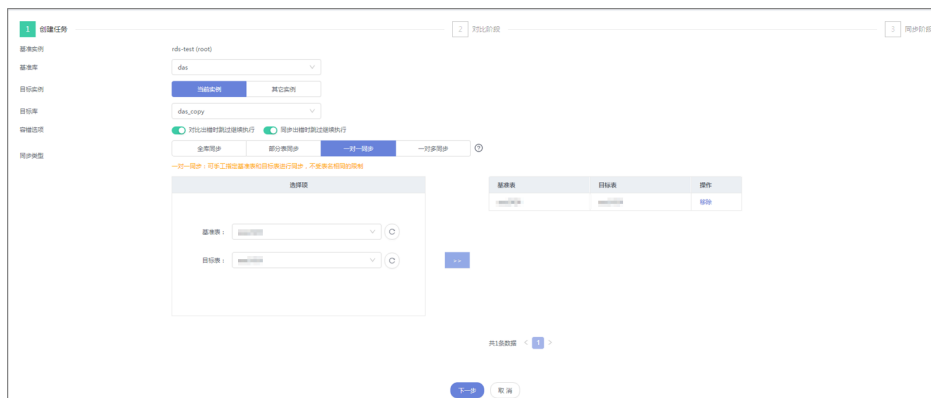 1 创建任务 2 对比阶段 3 同步阶段
基准实例 rds-test (root)
基准库 das
目标实例 当前实例 其它实例
目标库 das_copy
容错选项 对比出错时跳过继续执行 同步出错时跳过继续执行
同步类型 全库同步 部分表同步 一对一同步 一对多同步
一对一同步：可手工指定基准表和目标表进行同步，不受表名相同的限制
选择项 基准表 目标表 操作
移除
基准表：
目标表：
共1条数据 < 1 >
下一步 取消